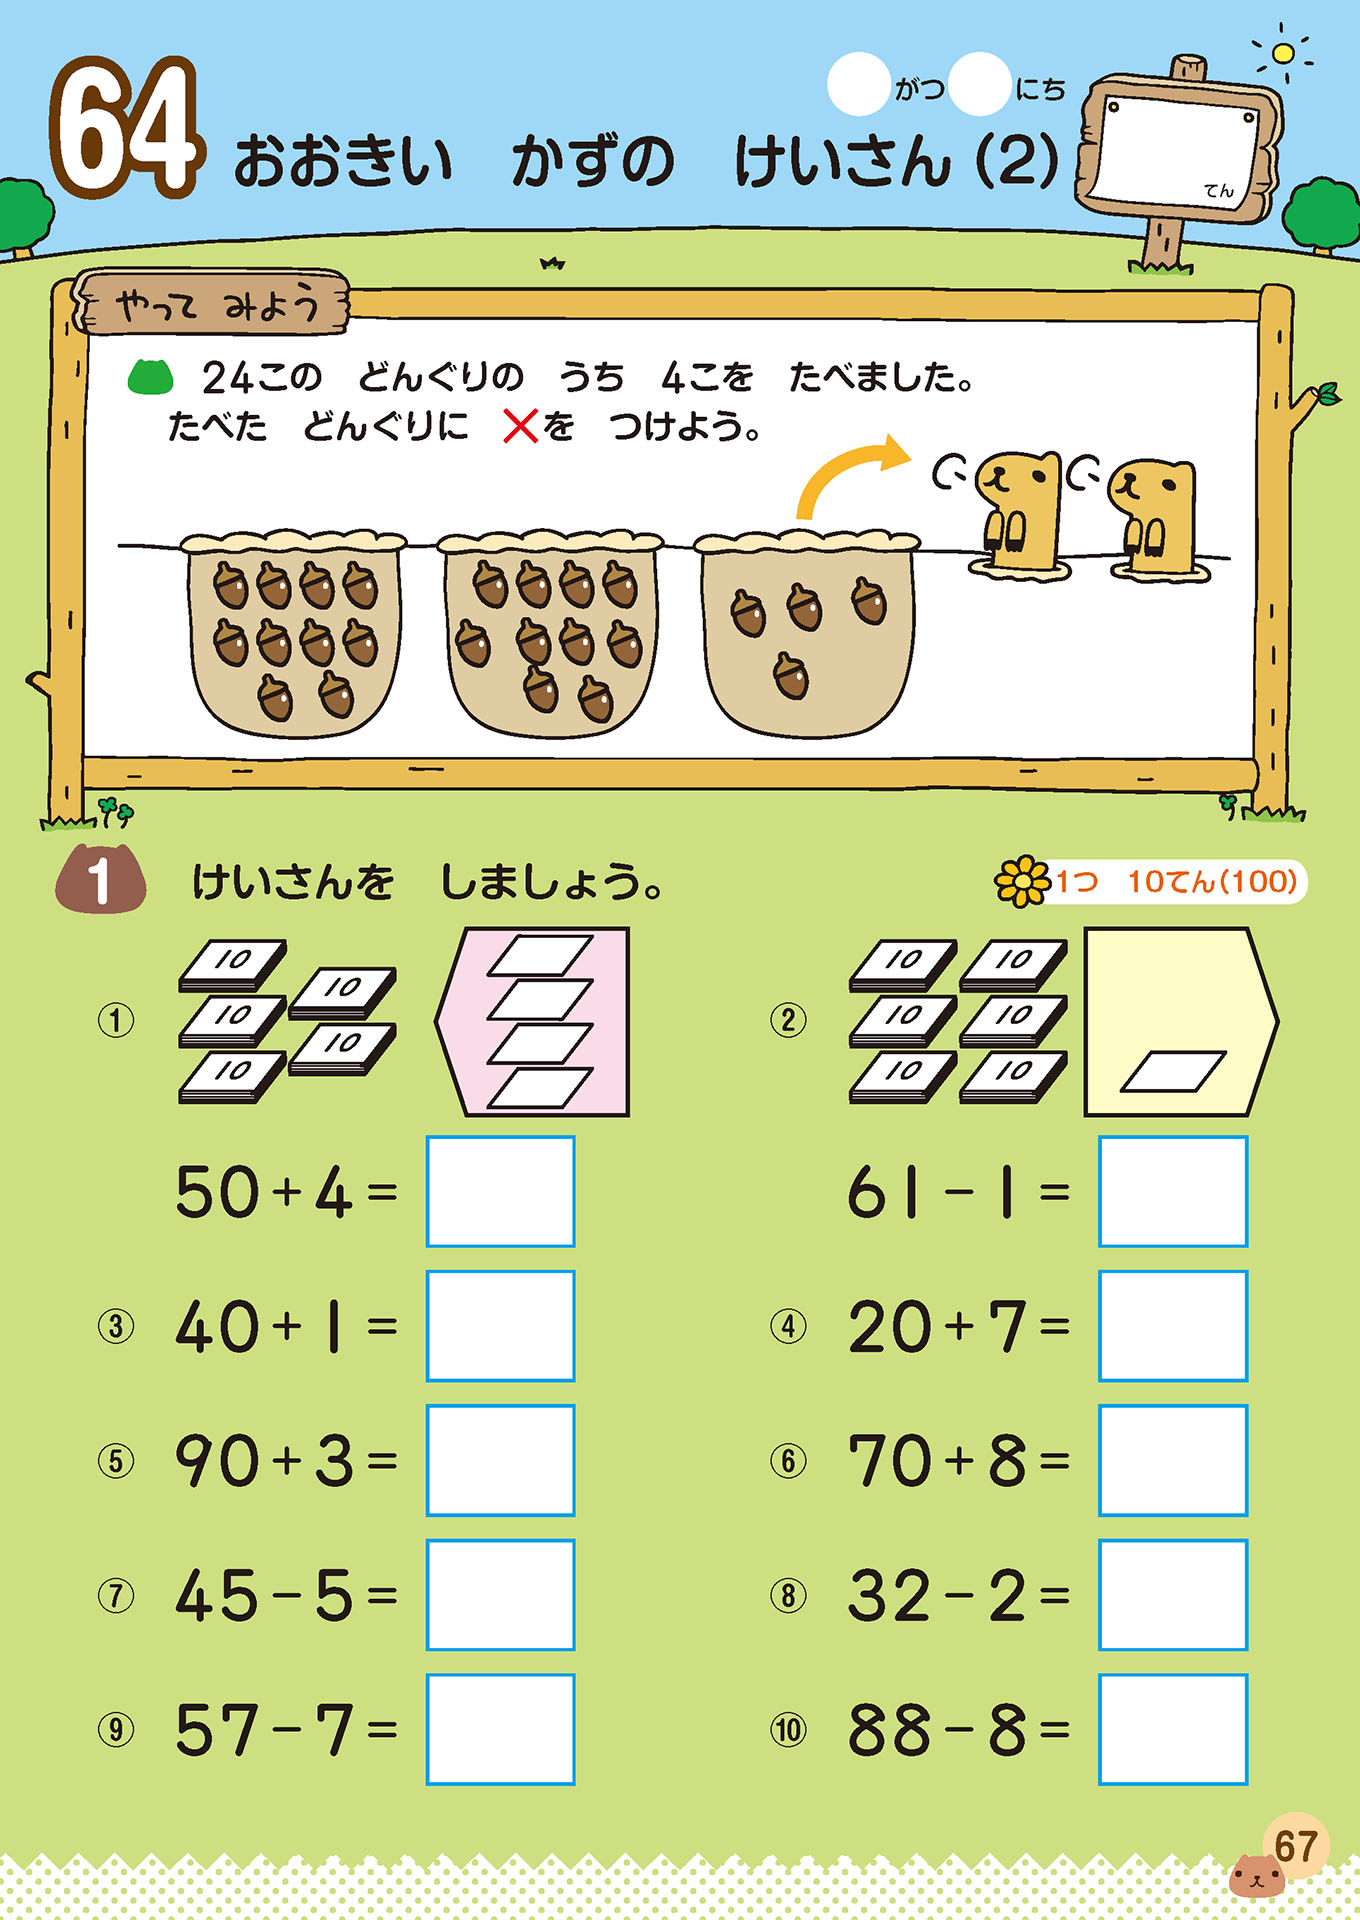 64
がつ にち
おおきい かずの けいさん(2)
てん
やって みよう
24この どんぐりの うち 4こを たべました。
たべた どんぐりに ×を つけよう。
1 けいさんを しましょう。
1つ 10てん(100)
① 10 10 10 10 10
② 10 10 10 10 10 10
50+4=
61-1=
③ 40+1=
④ 20+7=
⑤ 90+3=
⑥ 70+8=
⑦ 45-5=
⑧ 32-2=
⑨ 57-7=
⑩ 88-8=
67